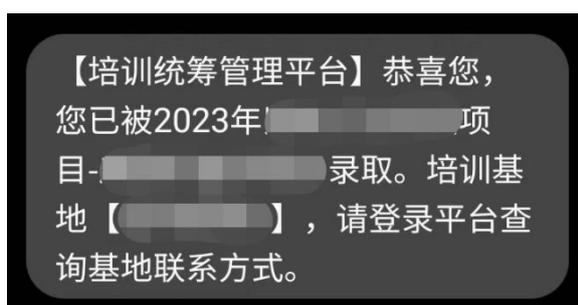 【培训统筹管理平台】恭喜您，
您已被2023年 项
目- 录取。培训基
地【 】，请登录平台查
询基地联系方式。